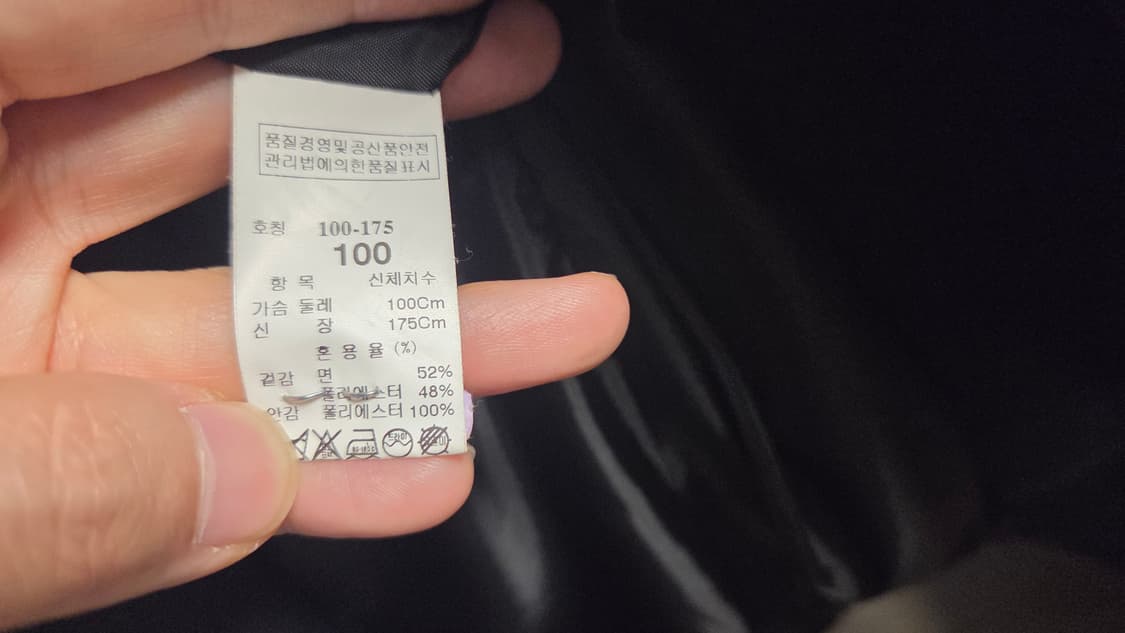 품질경영및공산품안전
관리법에의한품질표시
호칭 100-175
100
항 목 신체치수
가슴 둘레 100Cm
신 장 175Cm
혼 용 율 (%)
겉감 면 52%
폴리에스터 48%
안감 폴리에스터 100%
드라이